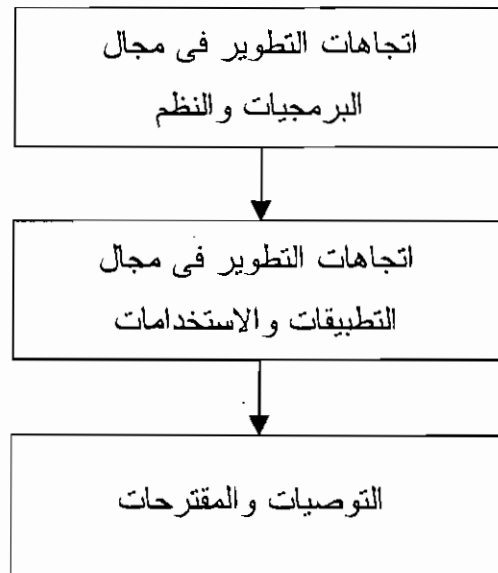 اتجاهات التطوير فى مجال
البرمجيات والنظم
اتجاهات التطوير فى مجال
التطبيقات والاستخدامات
التوصيات والمقترحات